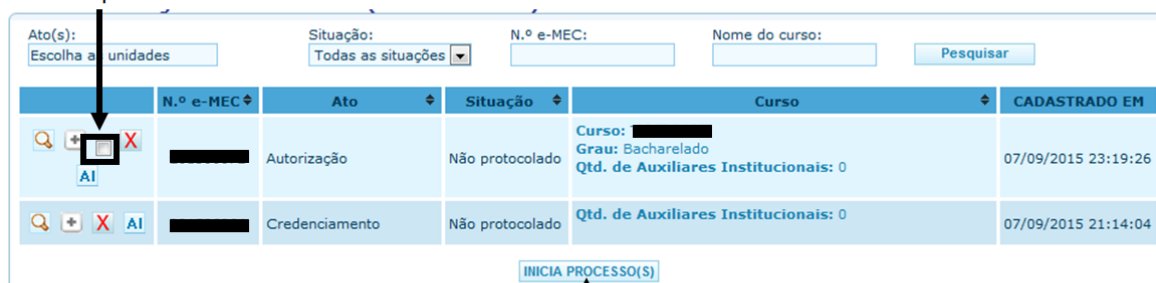 Ato(s): Situação: N.º e-MEC: Nome do curso:
Escolha as unidades Todas as situações Pesquisar
N.º e-MEC Ato Situação Curso CADASTRADO EM
Curso:
X Autorização Não protocolado Grau: Bacharelado 07/09/2015 23:19:26
AI Qtd. de Auxiliares Institucionais: 0
X AI Credenciamento Não protocolado Qtd. de Auxiliares Institucionais: 0 07/09/2015 21:14:04
INICIA PROCESSO(S)